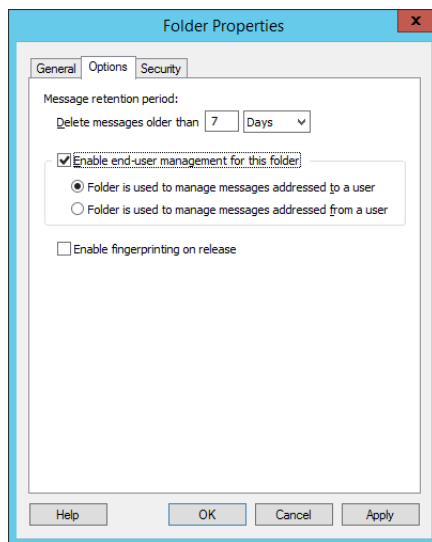 Folder Properties
x
General Options Security
Message retention period:
Delete messages older than 7 Days
Enable end-user management for this folder
Folder is used to manage messages addressed to a user
Folder is used to manage messages addressed from a user
Enable fingerprinting on release
Help OK Cancel Apply